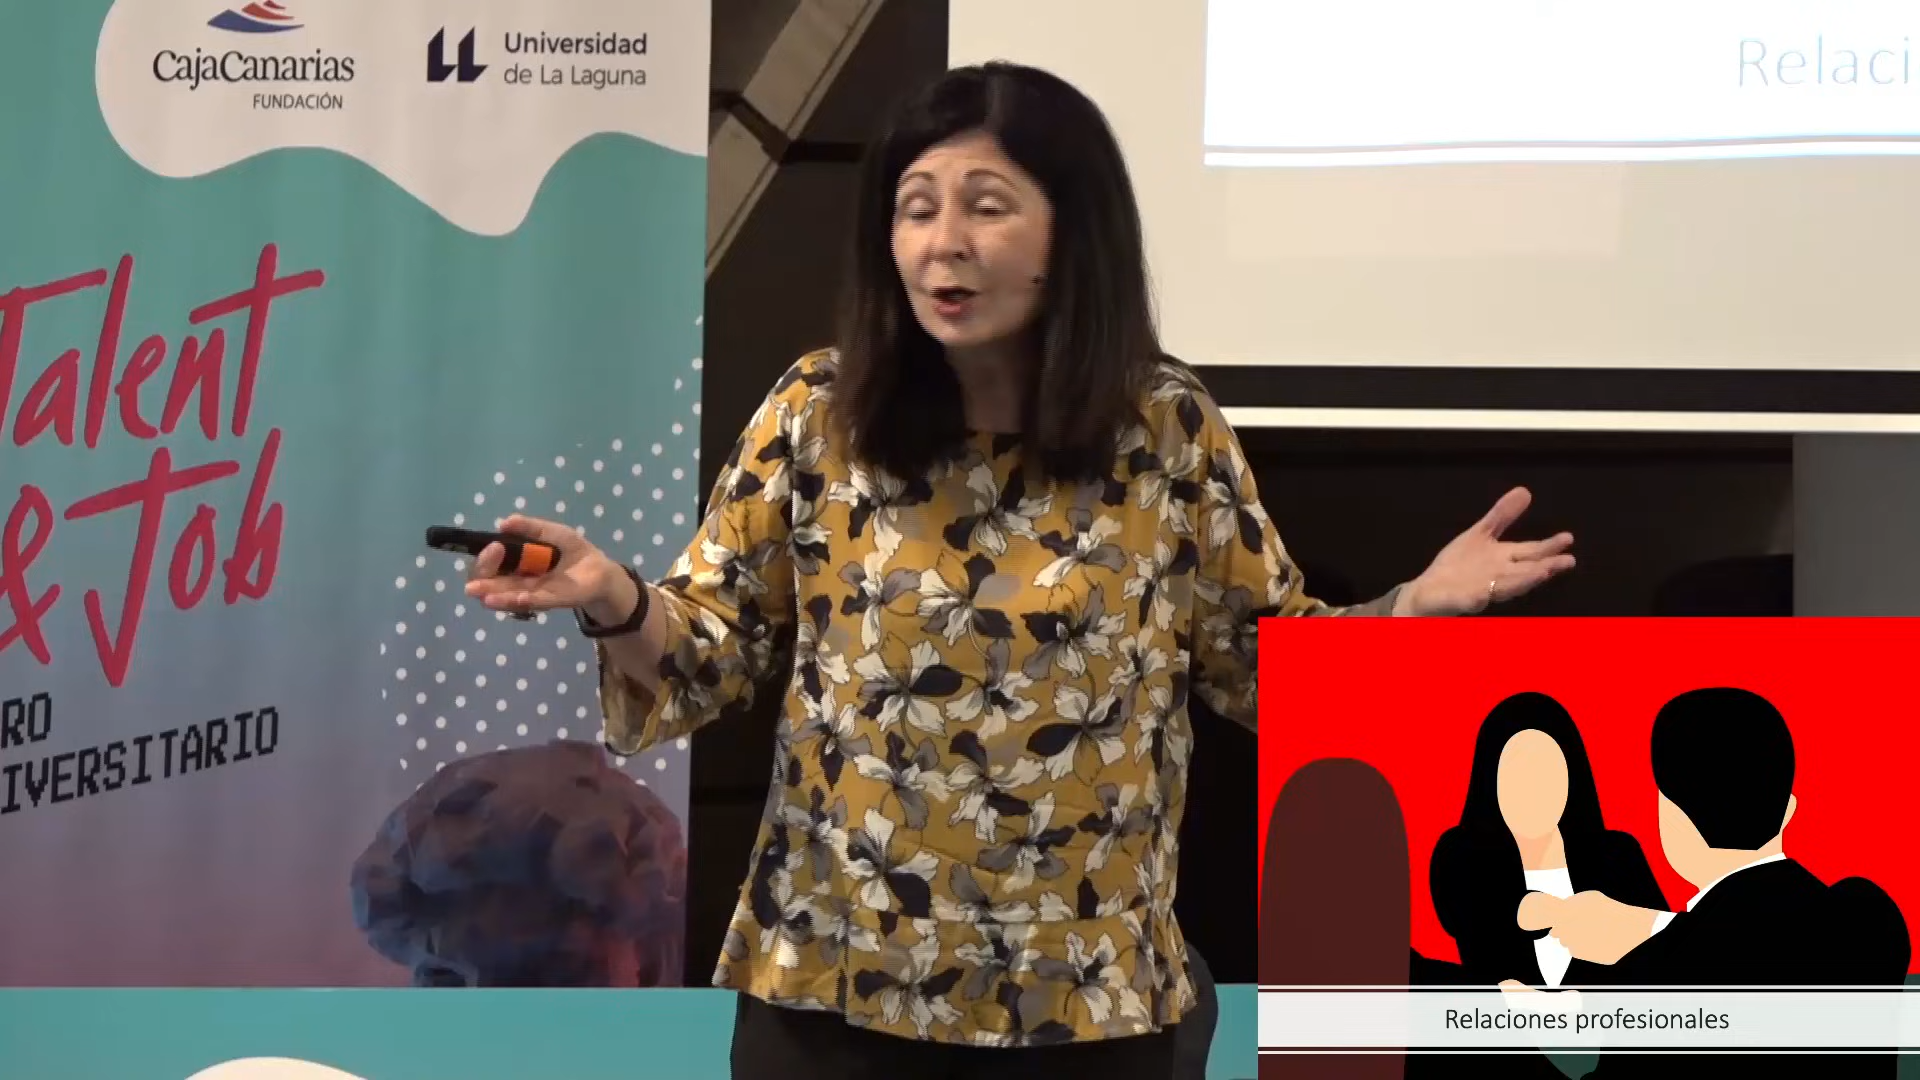 CajaCanarias
FUNDACIÓN
Universidad
de La Laguna
Talent
& Job
RO
IVERSITARIO
Relaci
Relaciones profesionales